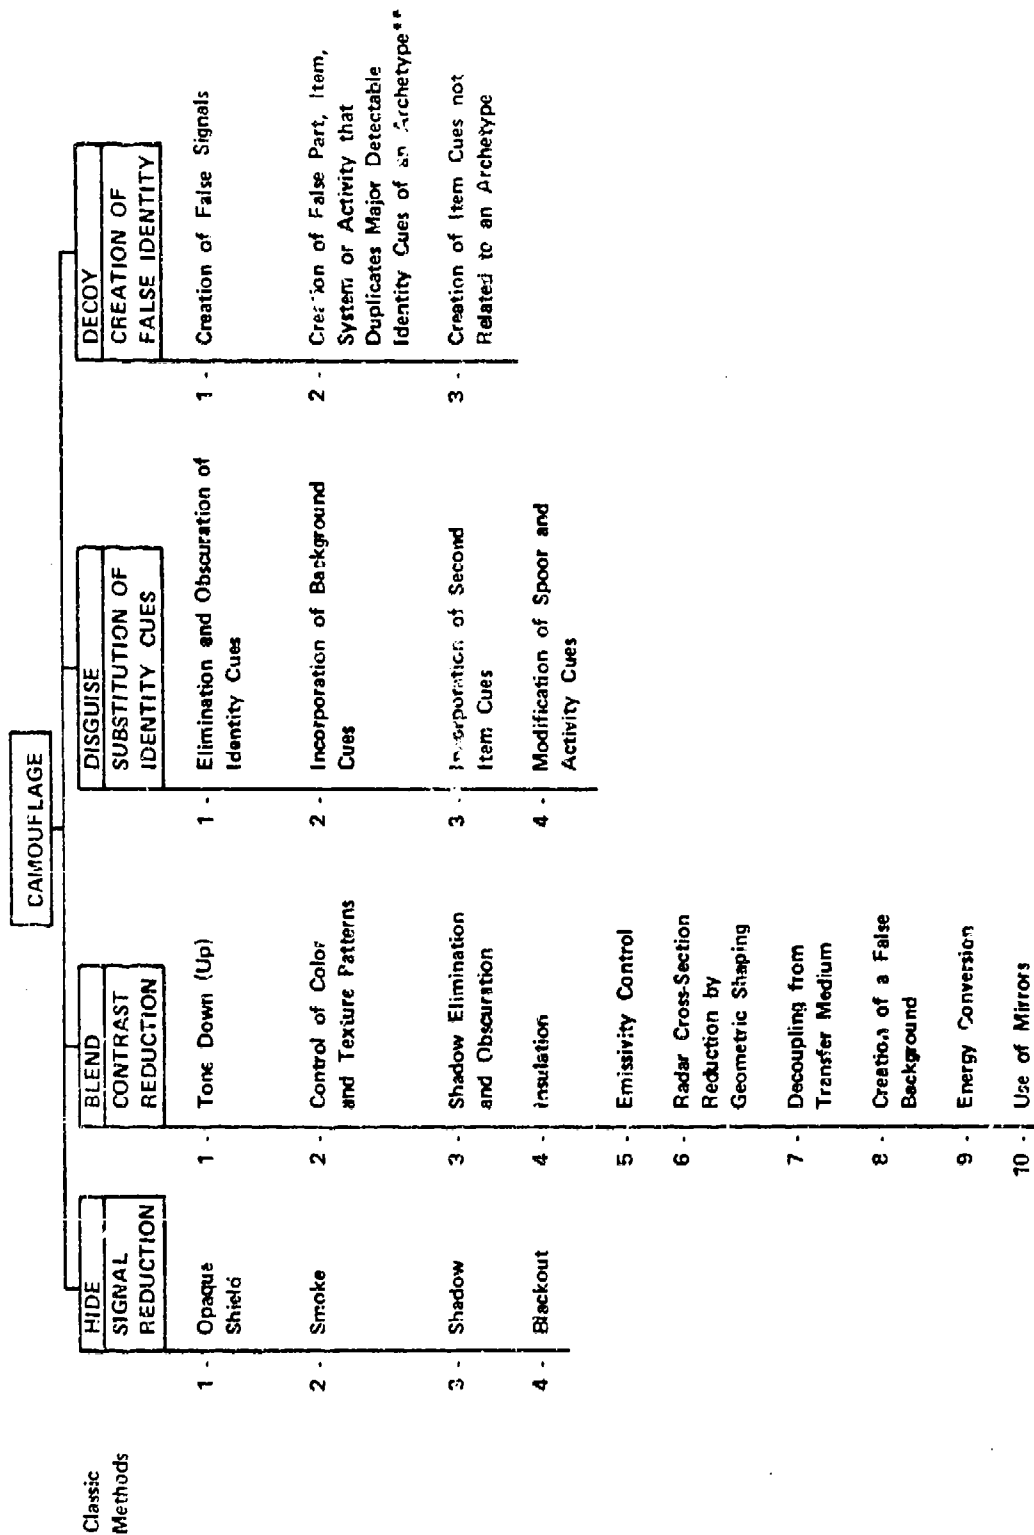 CAMOUFLAGE
Classic
Methods
HIDE
SIGNAL
REDUCTION
1 - Opaque
Shield
2 - Smoke
3 - Shadow
4 - Blackout
BLEND
CONTRAST
REDUCTION
1 - Tone Down (Up)
2 - Control of Color
and Texture Patterns
3 - Shadow Elimination
and Obscuration
4 - Insulation
5 - Emissivity Control
6 - Radar Cross-Section
Reduction by
Geometric Shaping
7 - Decoupling from
Transfer Medium
8 - Creation of a False
Background
9 - Energy Conversion
10 - Use of Mirrors
DISGUISE
SUBSTITUTION OF
IDENTITY CUES
1 - Elimination and Obscuration of
Identity Cues
2 - Incorporation of Background
Cues
3 - Incorporation of Second
Item Cues
4 - Modification of Spoor and
Activity Cues
DECOY
CREATION OF
FALSE IDENTITY
1 - Creation of False Signals
2 - Creation of False Part, Item,
System or Activity that
Duplicates Major Detectable
Identity Cues of an Archetype**
3 - Creation of Item Cues not
Related to an Archetype